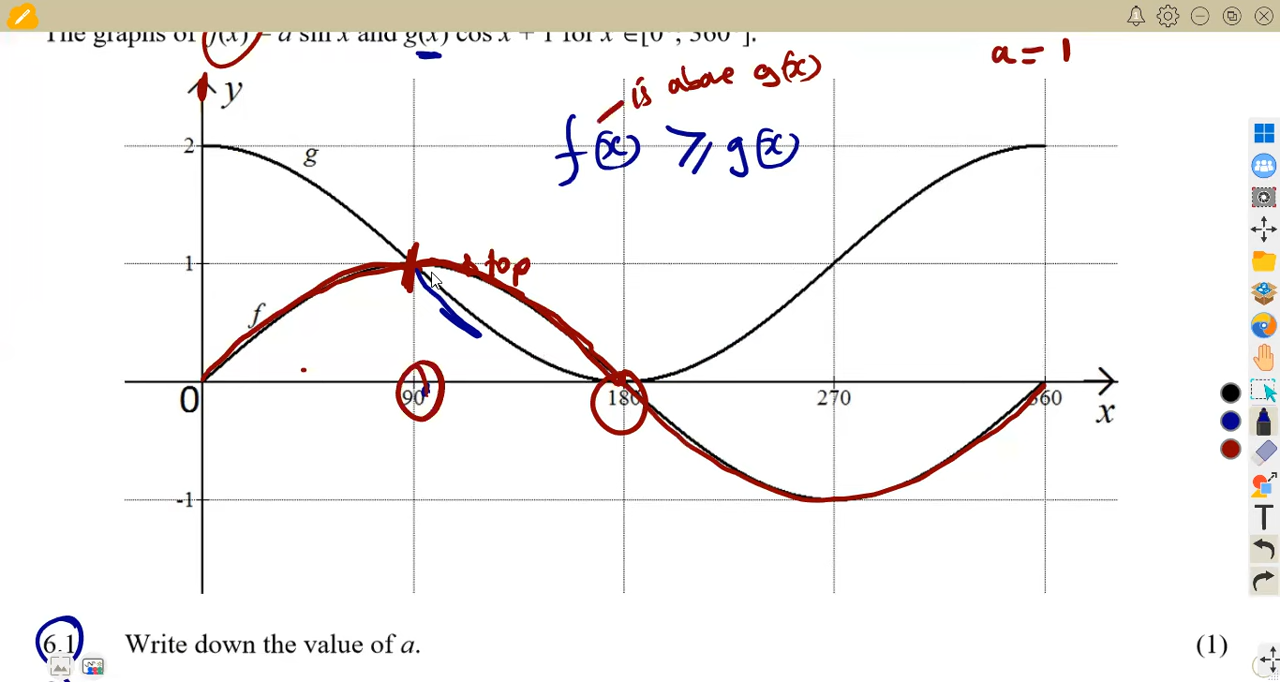 The graphs of f(x) = a sin x and g(x) cos x + 1 for x ∈[0°; 360°].
a = 1
is above g(x)
f(x) ⩾ g(x)
y
2
g
1
stop
f
0
90
180
270
360
x
-1
6.1 Write down the value of a. (1)
T